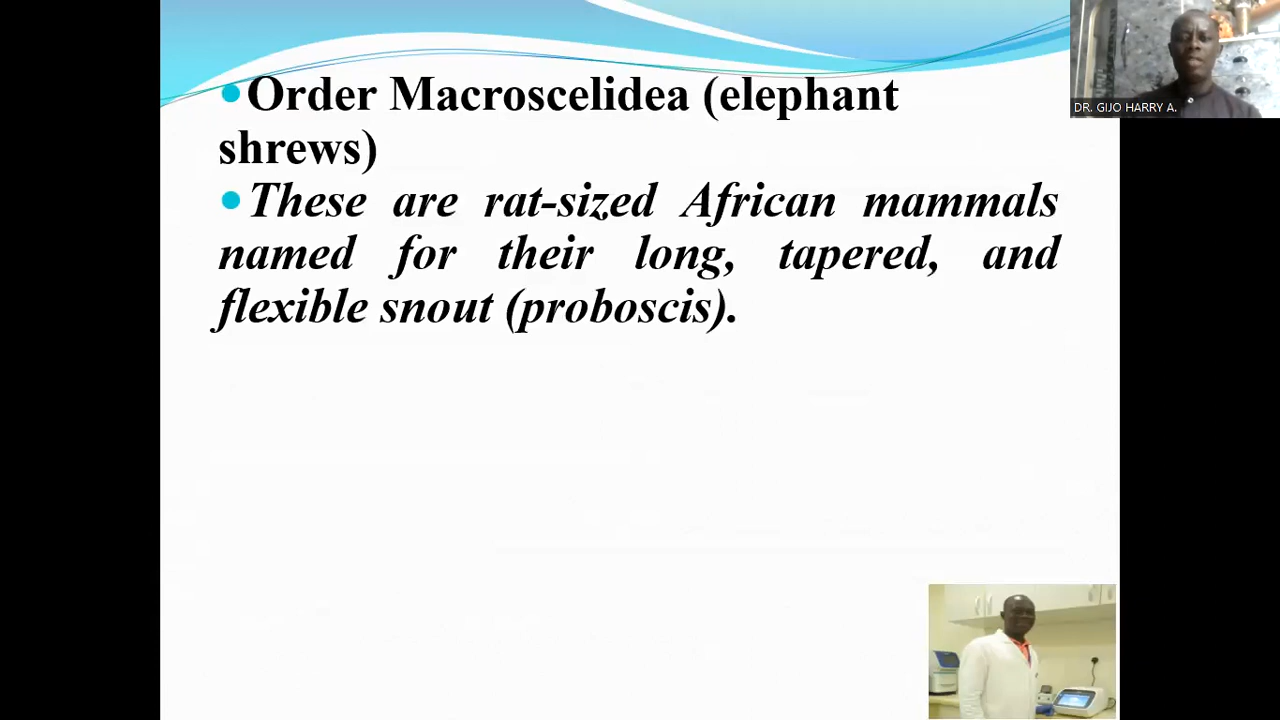 DR. GIJO HARRY A.
•Order Macroscelidea (elephant
shrews)
•These are rat-sized African mammals
named for their long, tapered, and
flexible snout (proboscis).